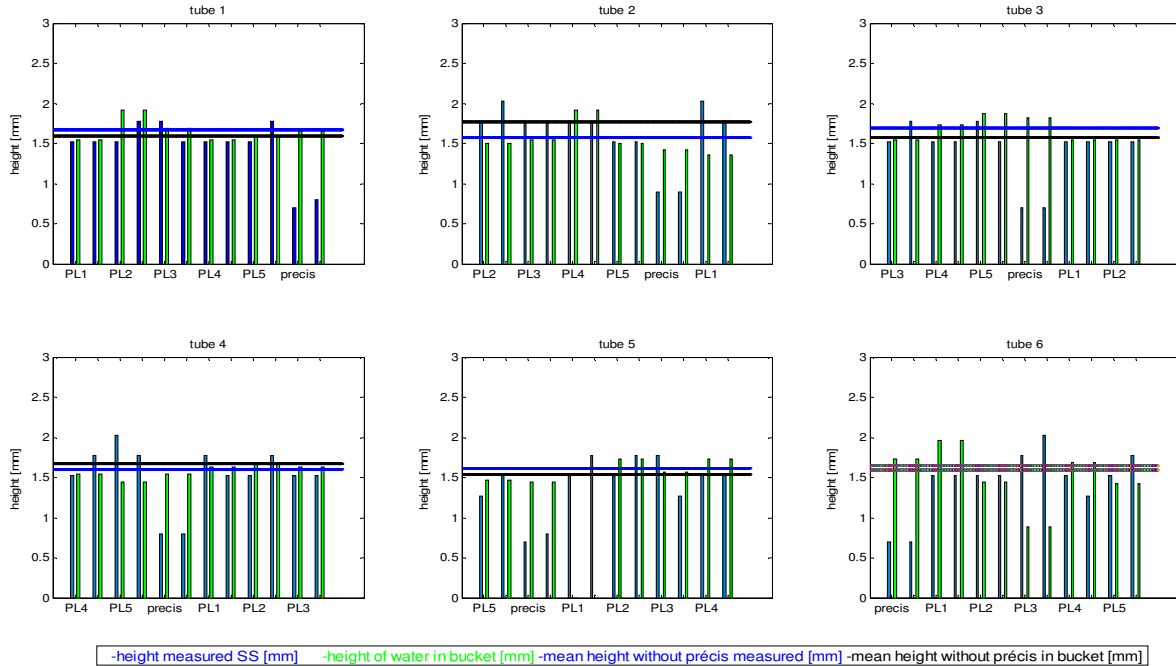 tube 1
tube 2
tube 3
3
2.5
2
1.5
1
0.5
0
height [mm]
PL1 PL2 PL3 PL4 PL5 precis
3
2.5
2
1.5
1
0.5
0
height [mm]
PL2 PL3 PL4 PL5 precis PL1
3
2.5
2
1.5
1
0.5
0
height [mm]
PL3 PL4 PL5 precis PL1 PL2
tube 4
tube 5
tube 6
3
2.5
2
1.5
1
0.5
0
height [mm]
PL4 PL5 precis PL1 PL2 PL3
3
2.5
2
1.5
1
0.5
0
height [mm]
PL5 precis PL1 PL2 PL3 PL4
3
2.5
2
1.5
1
0.5
0
height [mm]
precis PL1 PL2 PL3 PL4 PL5
-height measured SS [mm] -height of water in bucket [mm] -mean height without précis measured [mm] -mean height without précis in bucket [mm]